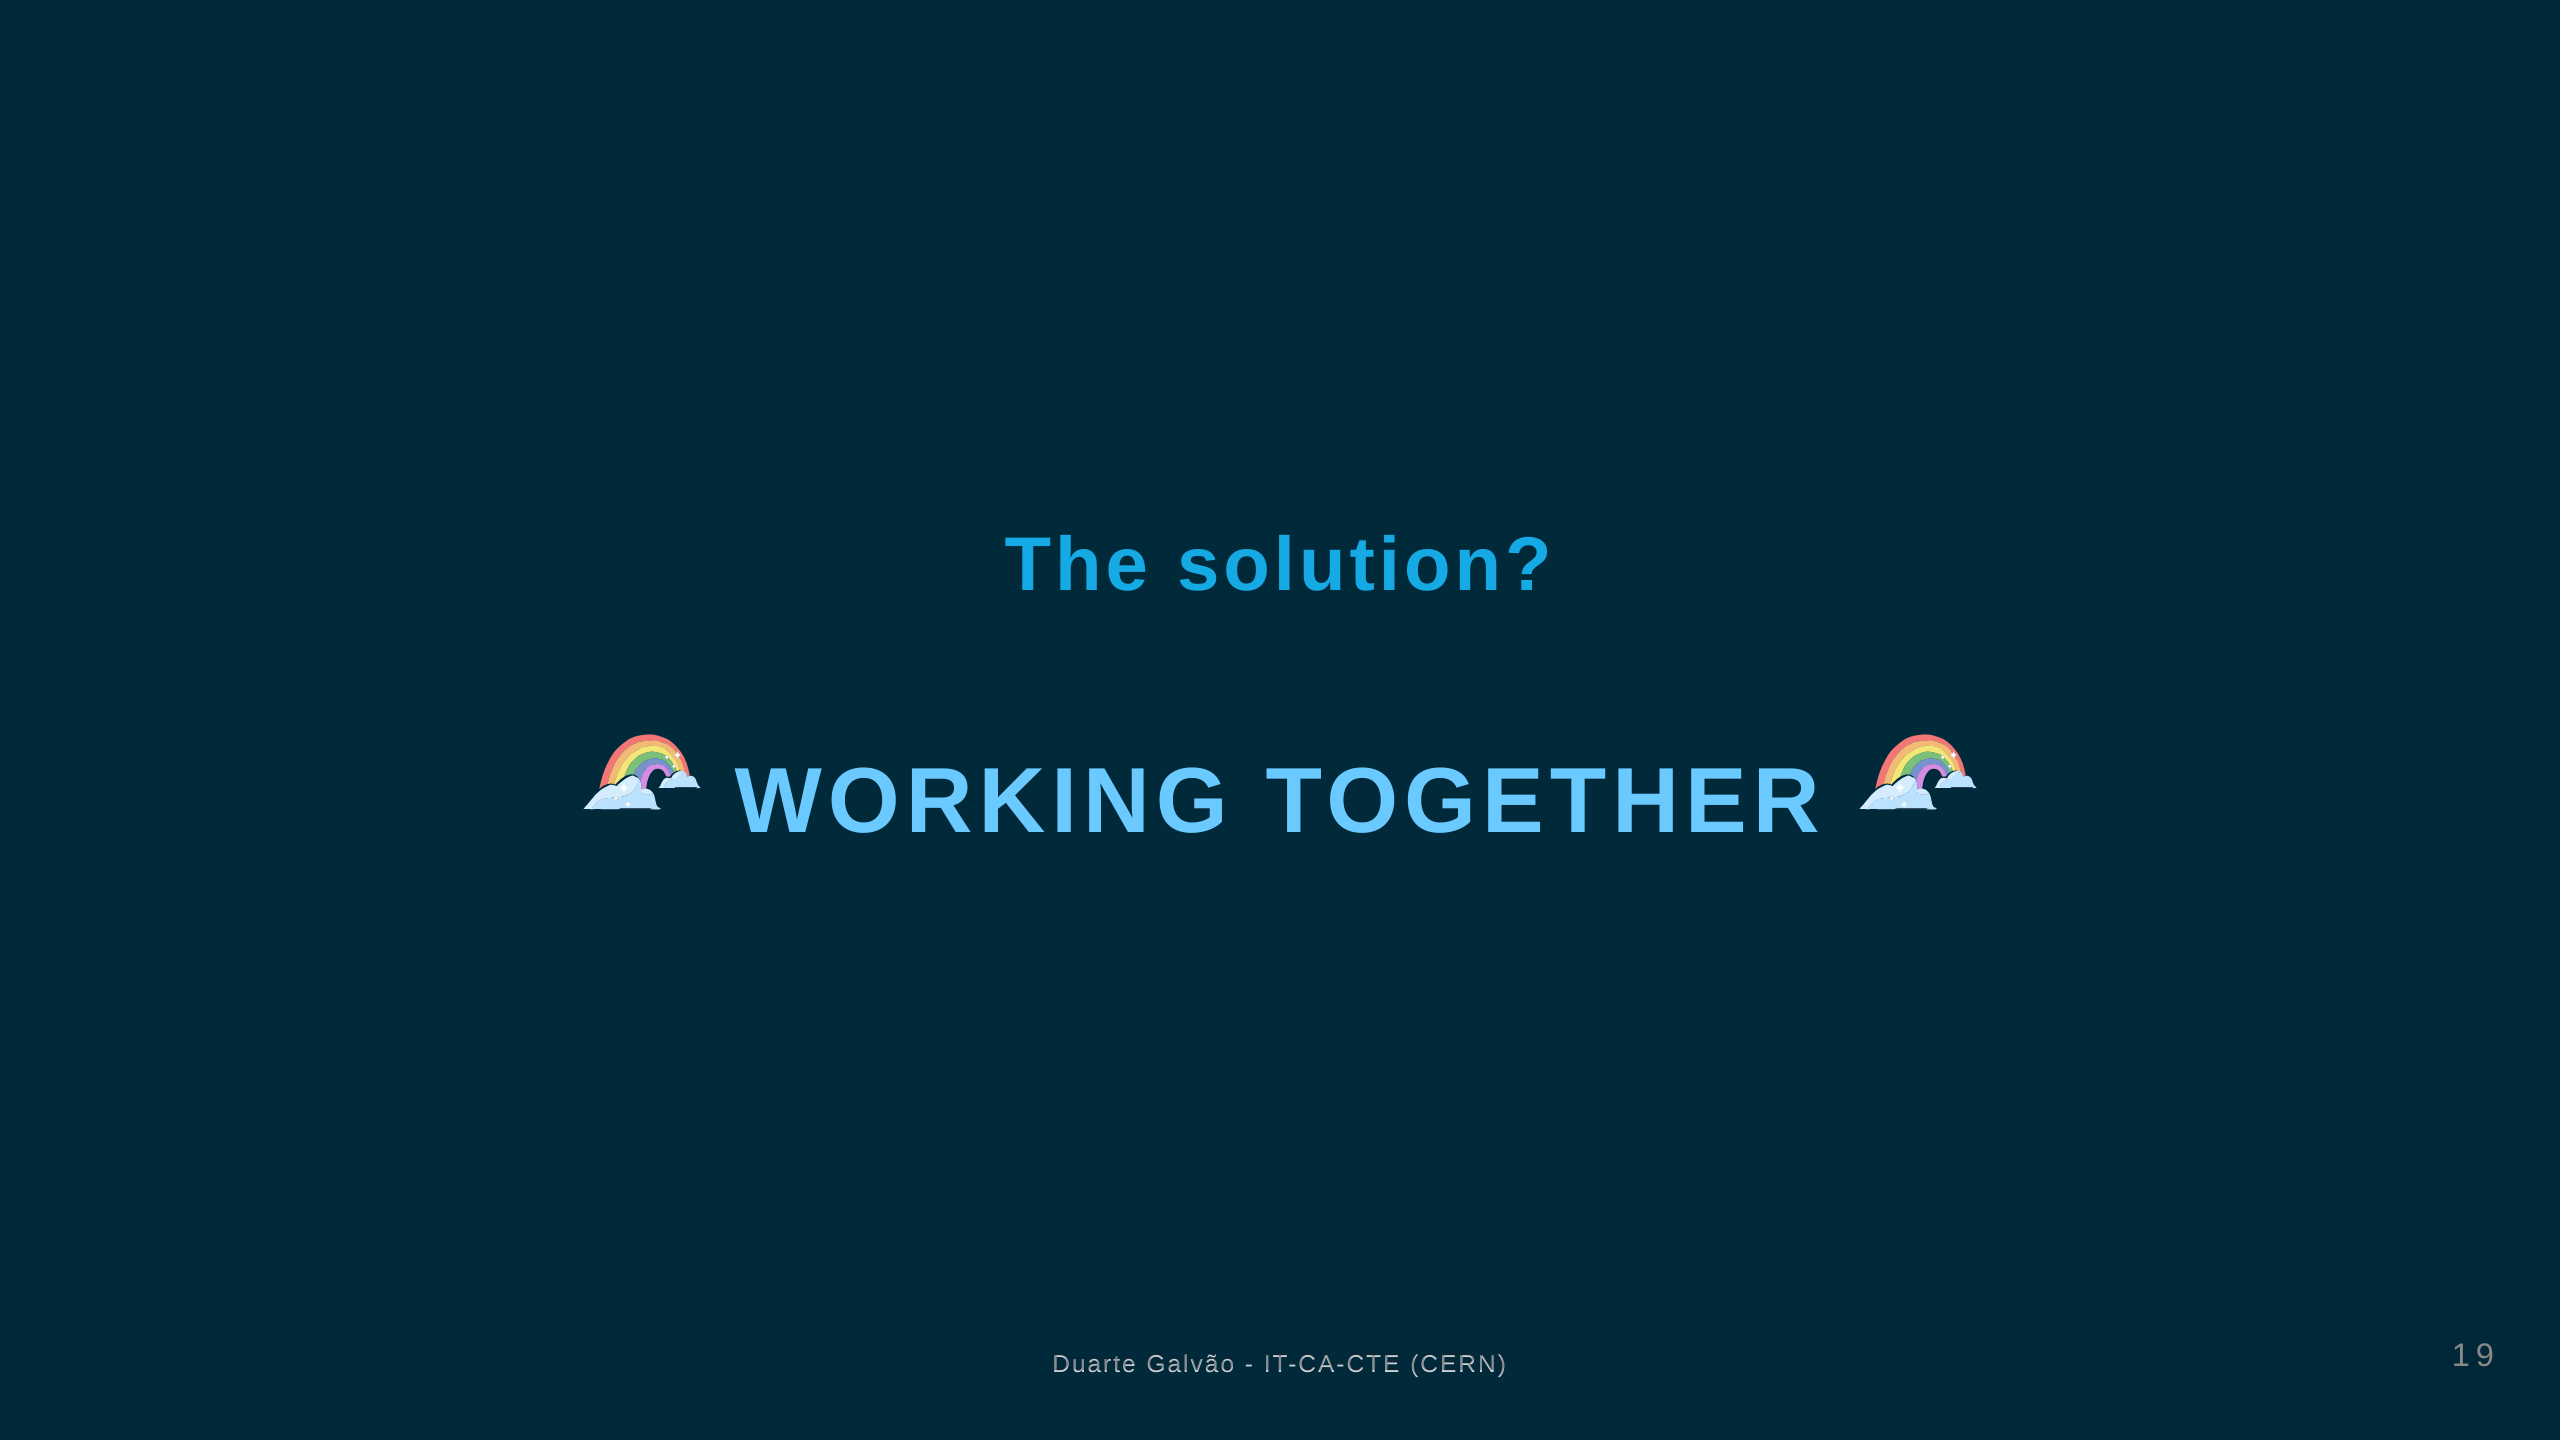 The solution?
WORKING TOGETHER
Duarte Galvão - IT-CA-CTE (CERN)
19